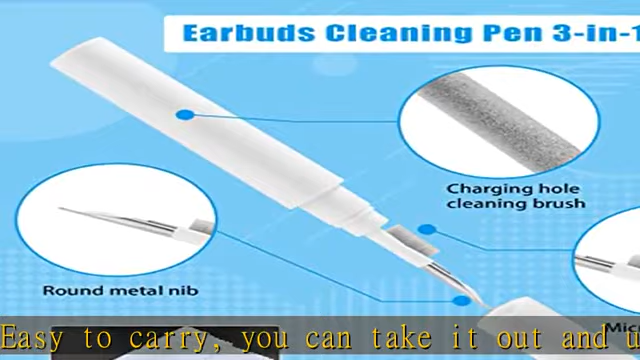 Earbuds Cleaning Pen 3-in-1
Charging hole
cleaning brush
Round metal nib
Easy to carry, you can take it out and